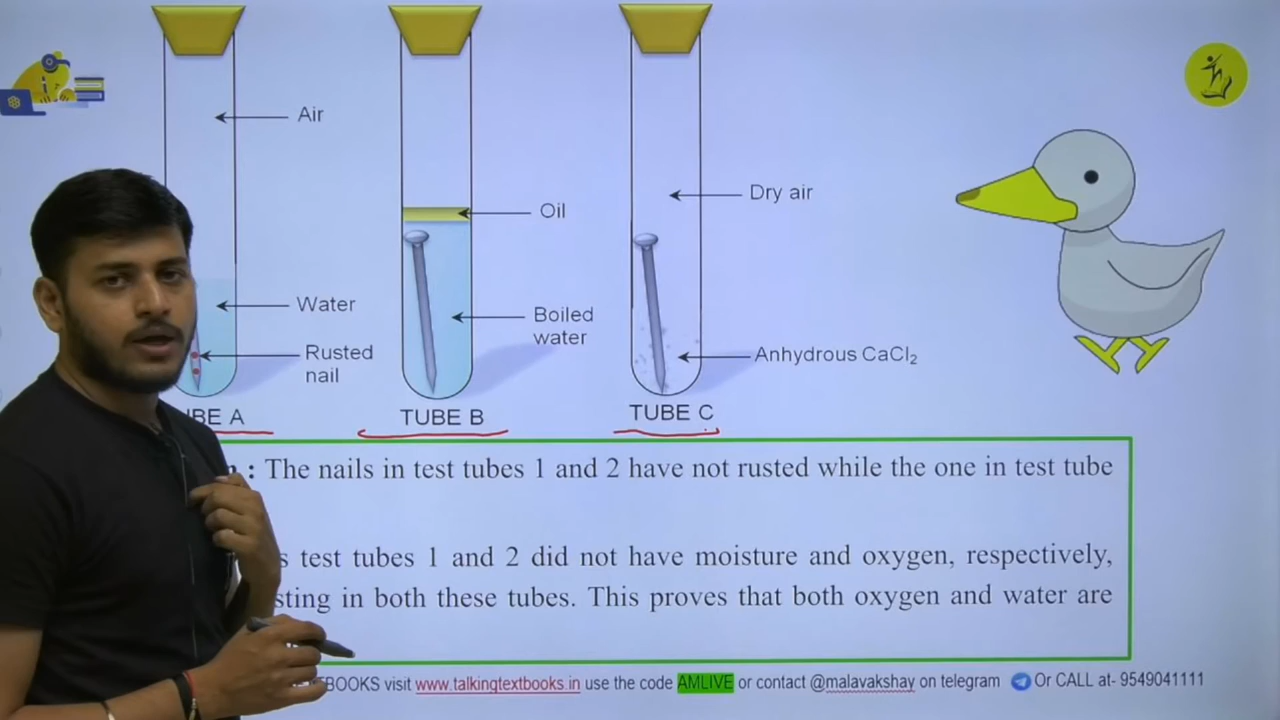 Air
Oil
Dry air
Water
Boiled
water
Rusted
nail
Anhydrous CaCl₂
BE A
TUBE B
TUBE C
: The nails in test tubes 1 and 2 have not rusted while the one in test tube
s test tubes 1 and 2 did not have moisture and oxygen, respectively,
sting in both these tubes. This proves that both oxygen and water are
BOOKS visit www.talkingtextbooks.in use the code AMLIVE or contact @malavakshay on telegram Or CALL at- 9549041111